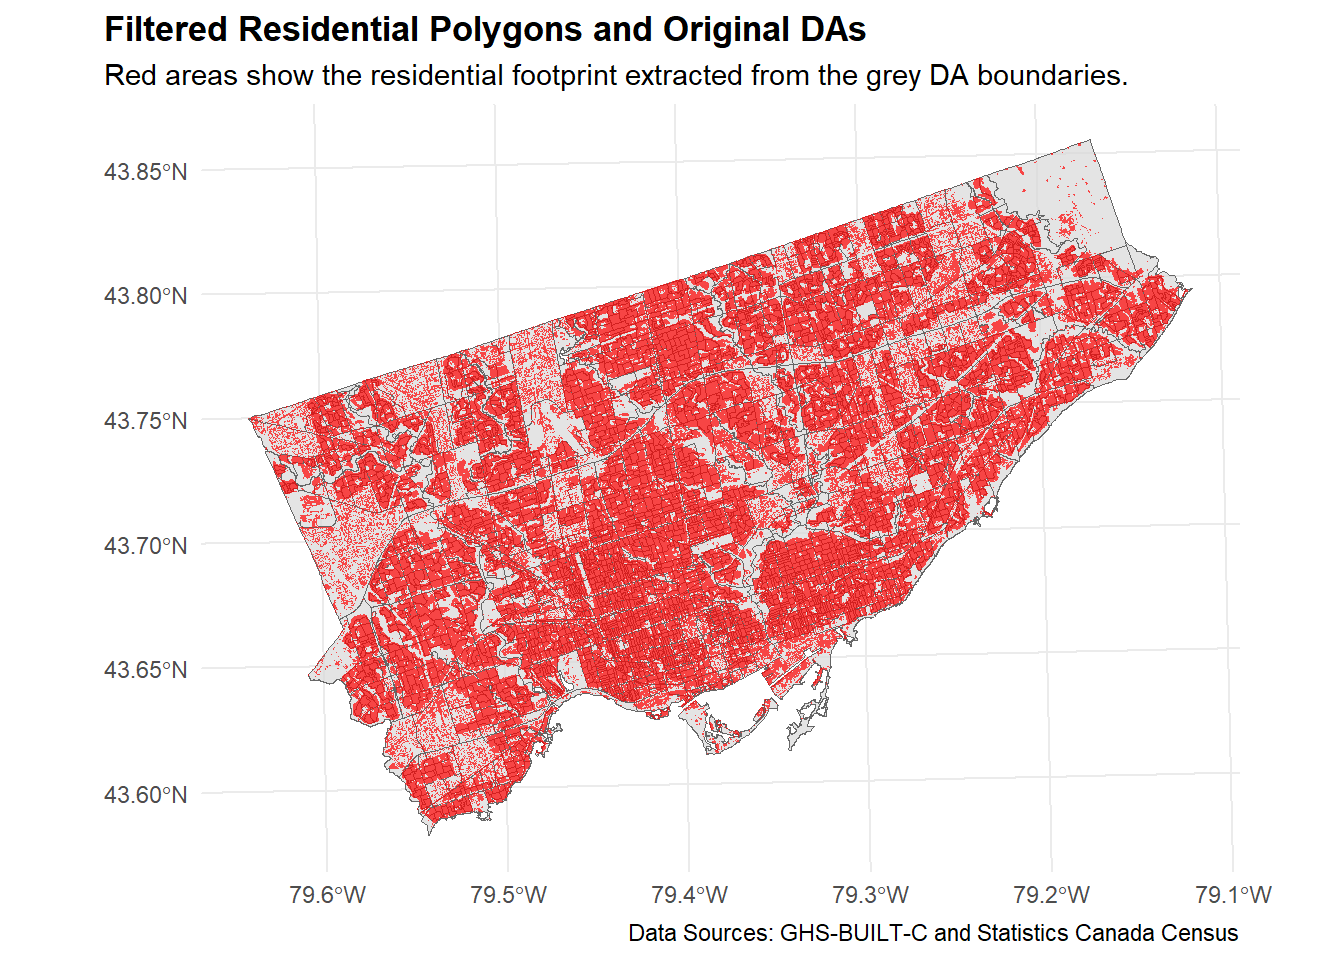 Filtered Residential Polygons and Original DAs
Red areas show the residential footprint extracted from the grey DA boundaries.
43.85°N
43.80°N
43.75°N
43.70°N
43.65°N
43.60°N
79.6°W 79.5°W 79.4°W 79.3°W 79.2°W 79.1°W
Data Sources: GHS-BUILT-C and Statistics Canada Census